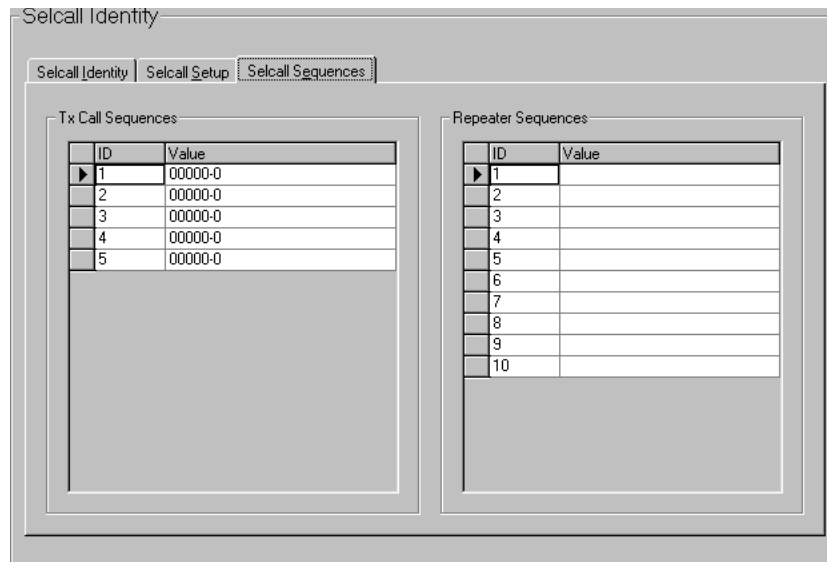 Selcall Identity
Selcall Identity Selcall Setup Selcall Sequences
Tx Call Sequences
ID Value
1 00000-0
2 00000-0
3 00000-0
4 00000-0
5 00000-0
Repeater Sequences
ID Value
1
2
3
4
5
6
7
8
9
10